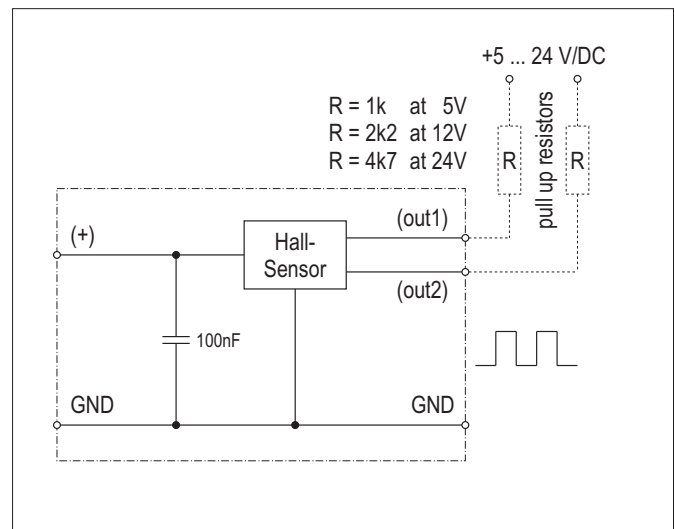 +5 ... 24 V/DC
R = 1k at 5V
R = 2k2 at 12V
R = 4k7 at 24V
R
pull up resistors
R
(+)
Hall-
Sensor
(out1)
(out2)
100nF
GND
GND